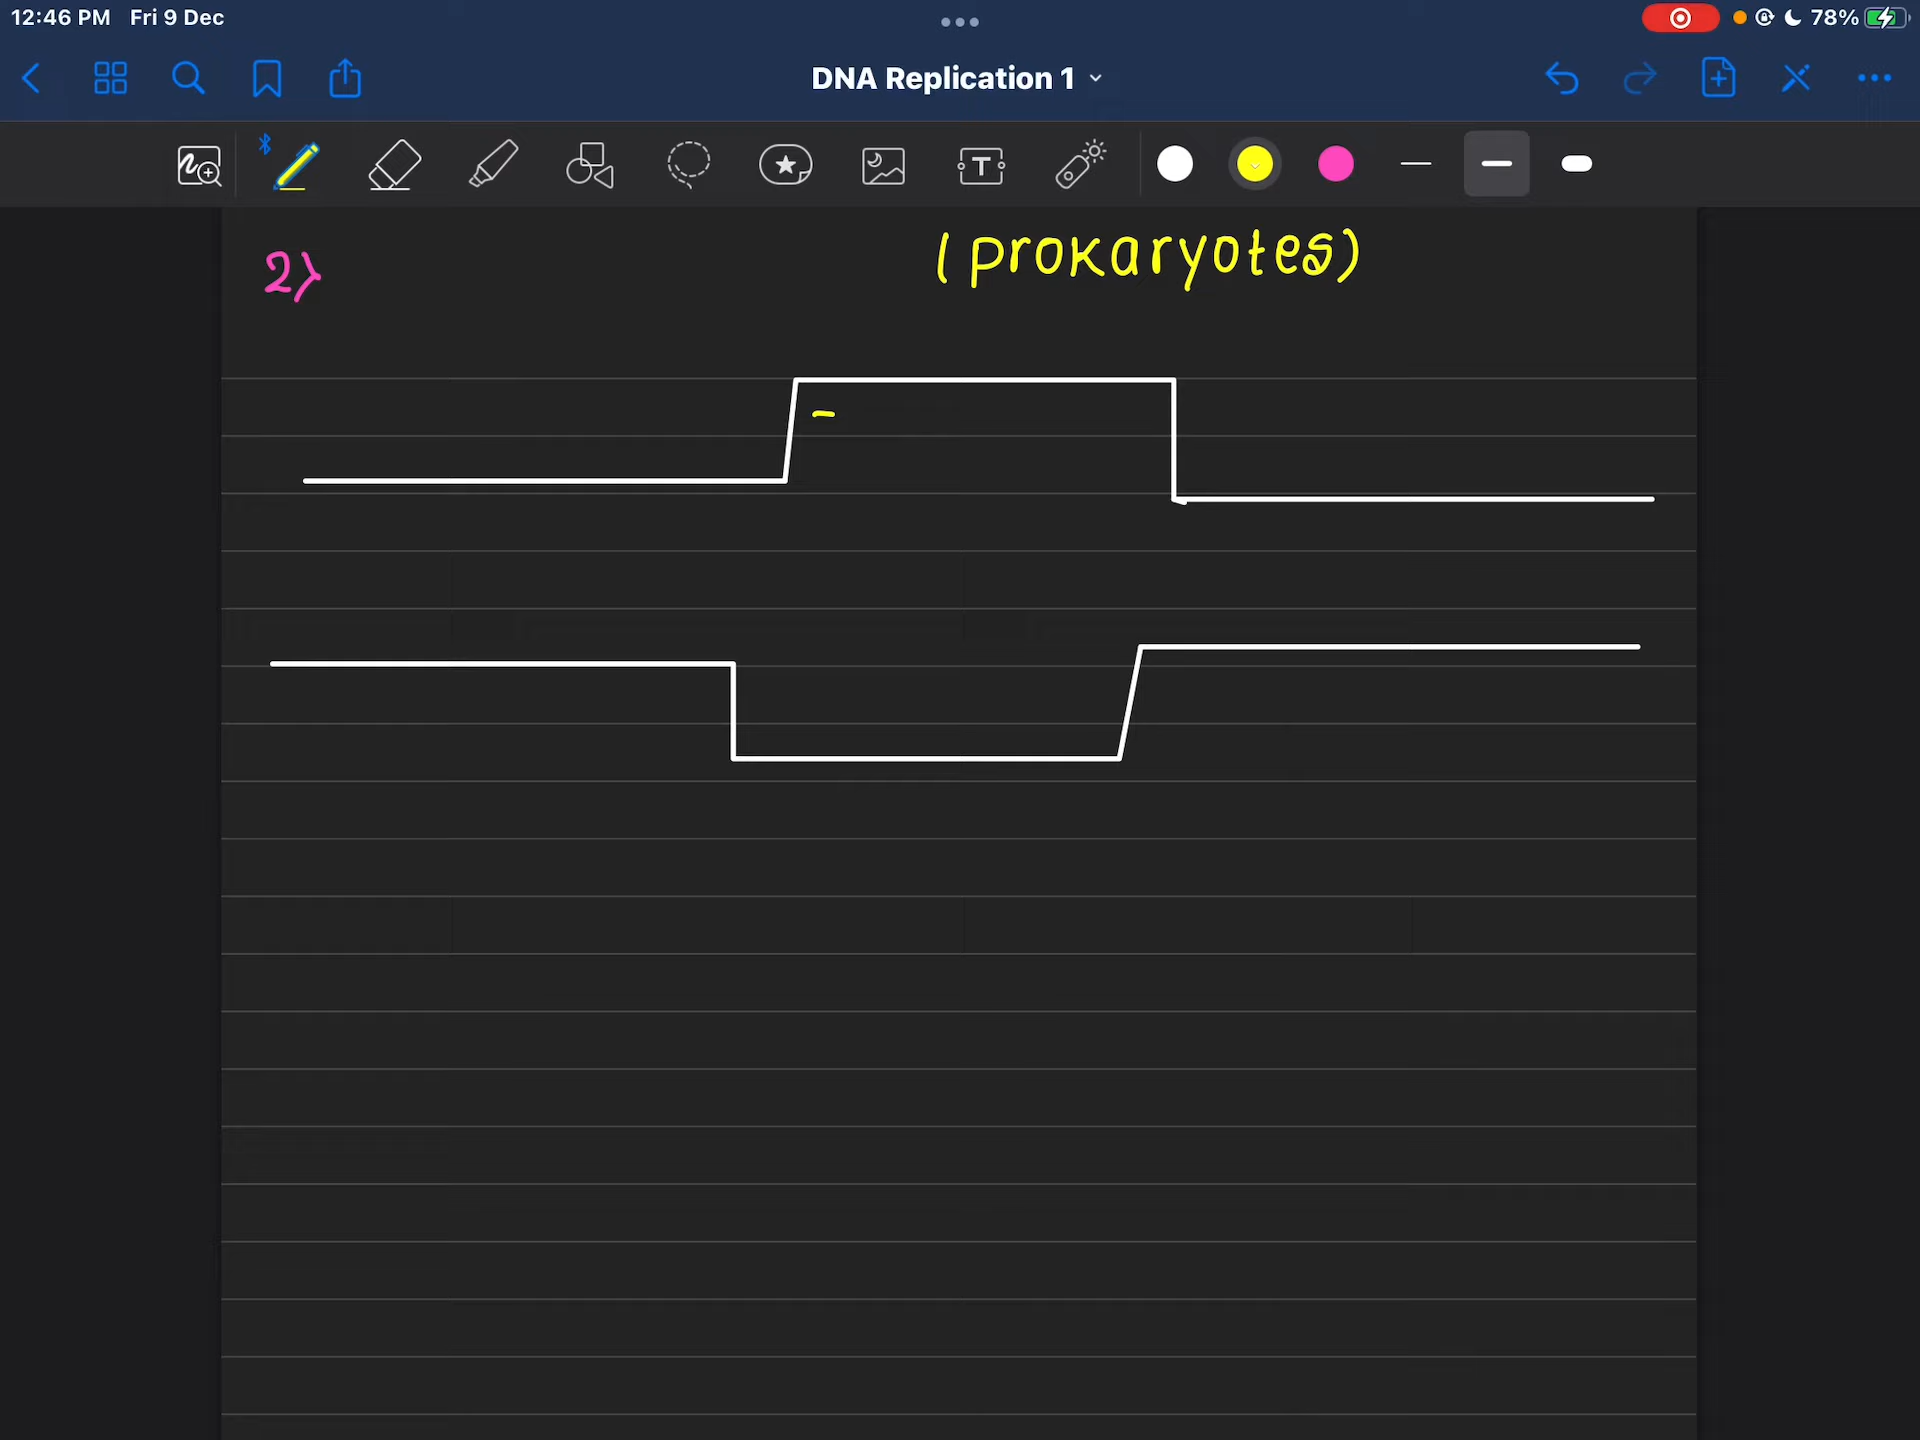 12:46 PM Fri 9 Dec
78%
DNA Replication 1
T
2)
(prokaryotes)